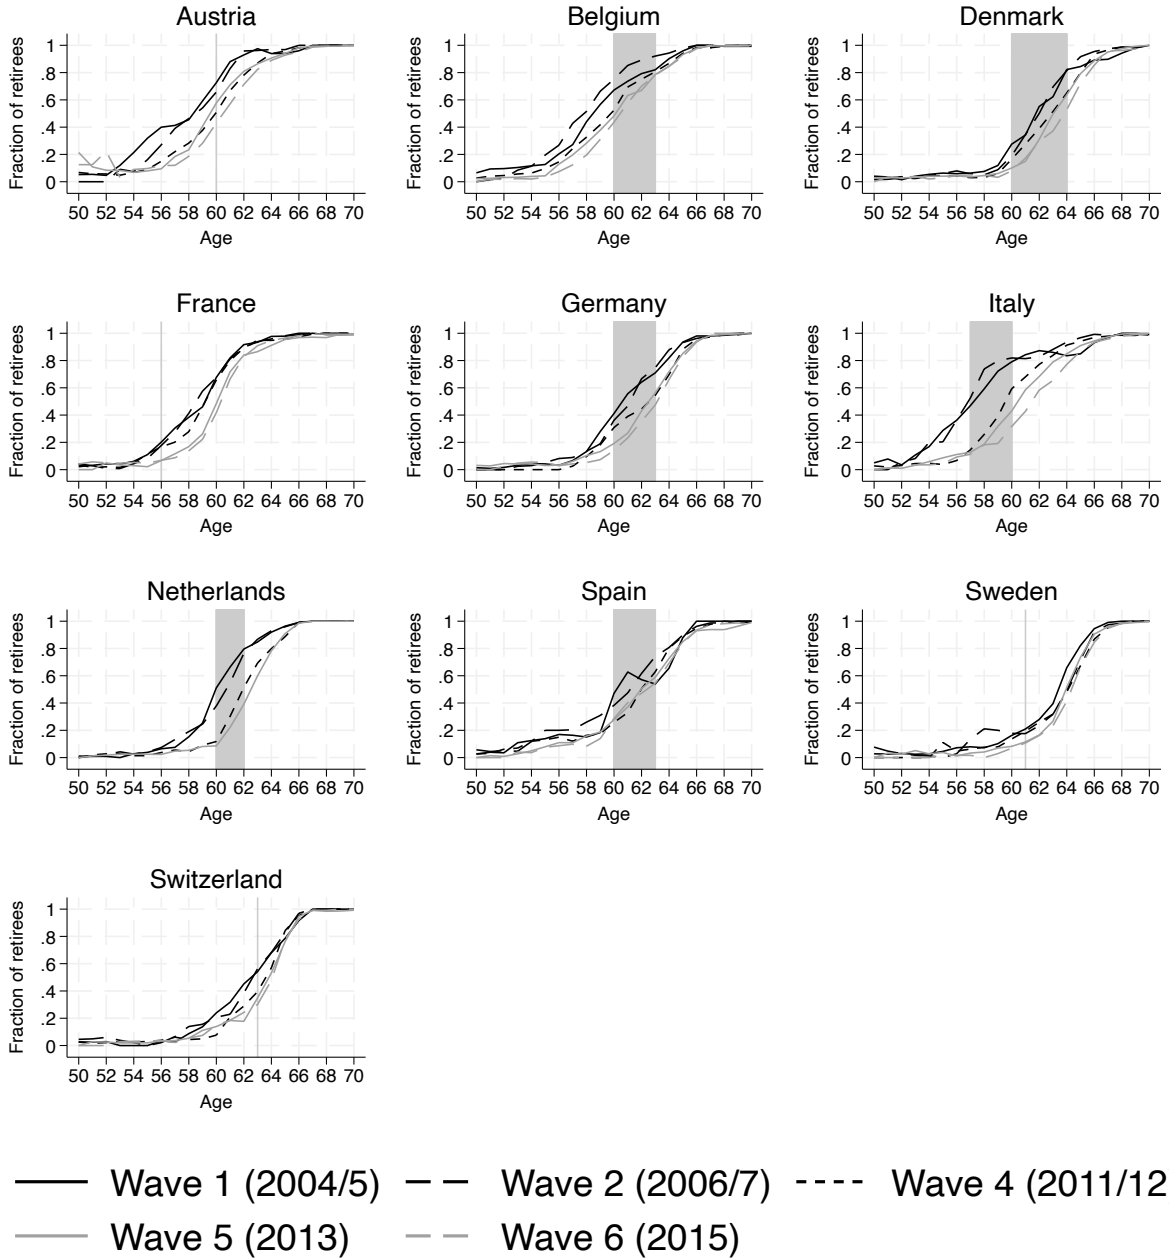 Austria
Fraction of retirees
1
.8
.6
.4
.2
0
50 52 54 56 58 60 62 64 66 68 70
Age
Belgium
Fraction of retirees
1
.8
.6
.4
.2
0
50 52 54 56 58 60 62 64 66 68 70
Age
Denmark
Fraction of retirees
1
.8
.6
.4
.2
0
50 52 54 56 58 60 62 64 66 68 70
Age
France
Fraction of retirees
1
.8
.6
.4
.2
0
50 52 54 56 58 60 62 64 66 68 70
Age
Germany
Fraction of retirees
1
.8
.6
.4
.2
0
50 52 54 56 58 60 62 64 66 68 70
Age
Italy
Fraction of retirees
1
.8
.6
.4
.2
0
50 52 54 56 58 60 62 64 66 68 70
Age
Netherlands
Fraction of retirees
1
.8
.6
.4
.2
0
50 52 54 56 58 60 62 64 66 68 70
Age
Spain
Fraction of retirees
1
.8
.6
.4
.2
0
50 52 54 56 58 60 62 64 66 68 70
Age
Sweden
Fraction of retirees
1
.8
.6
.4
.2
0
50 52 54 56 58 60 62 64 66 68 70
Age
Switzerland
Fraction of retirees
1
.8
.6
.4
.2
0
50 52 54 56 58 60 62 64 66 68 70
Age
Wave 1 (2004/5) Wave 2 (2006/7) Wave 4 (2011/12
Wave 5 (2013) Wave 6 (2015)